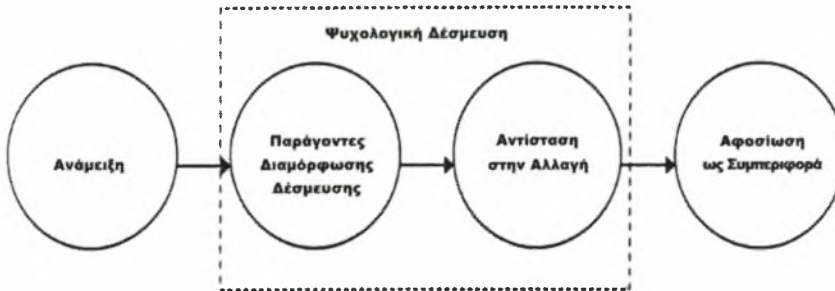 Ψυχολογική Δέσμευση
Ανάμειξη
Παράγοντες
Διαμόρφωσης
Δέσμευσης
Αντίσταση
στην Αλλαγή
Αφοσίωση
ως Συμπεριφορά